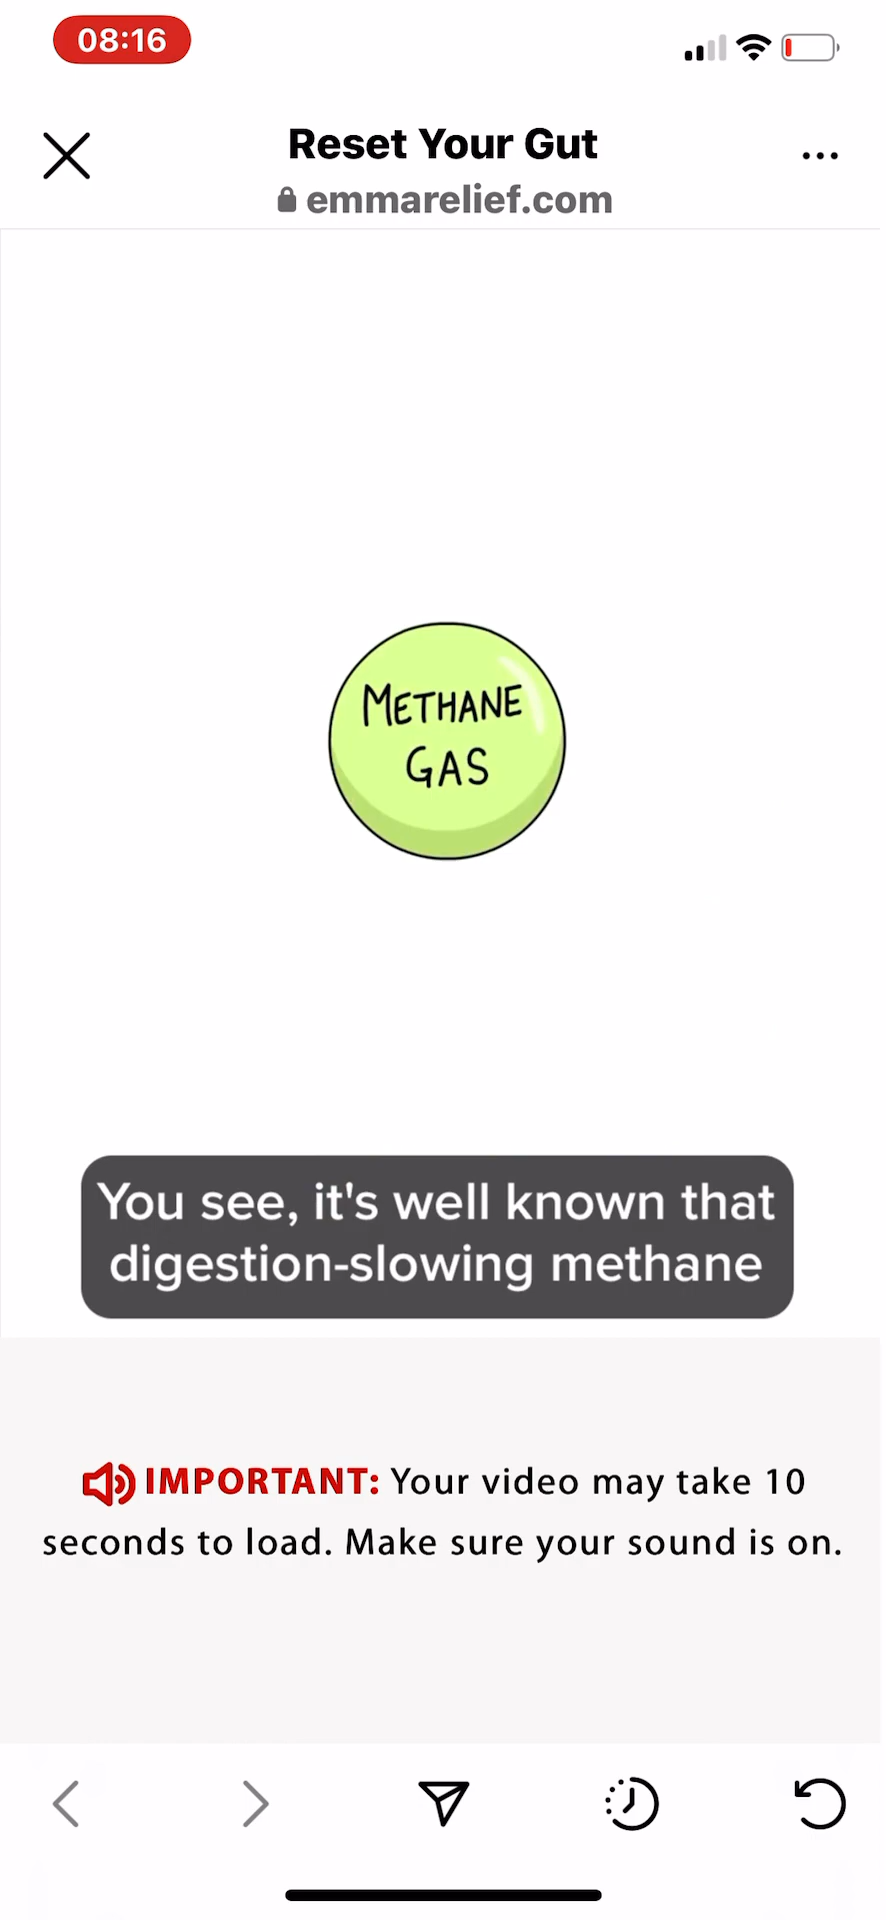 08:16
Reset Your Gut
emmarelief.com
METHANE
GAS
You see, it's well known that
digestion-slowing methane
IMPORTANT: Your video may take 10
seconds to load. Make sure your sound is on.